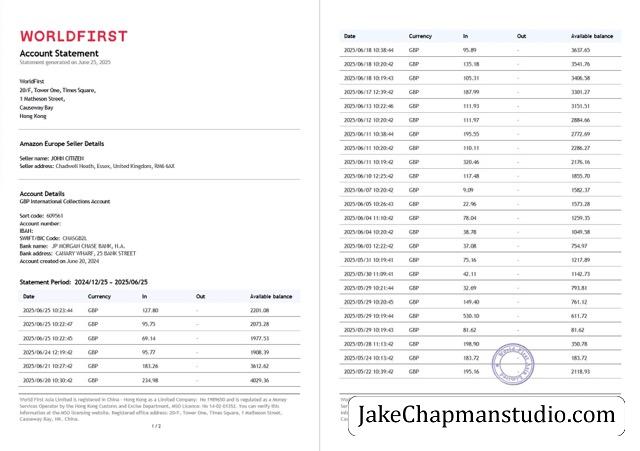 WORLDFIRST
Account Statement
Statement generated on June 25, 2025
WorldFirst
20/F, Tower One, Times Square,
1 Matheson Street,
Causeway Bay
Hong Kong
Amazon Europe Seller Details
Seller name: JOHN CITIZEN
Seller address: Chadwell Heath, Essex, United Kingdom, RM6 6AX
Account Details
GBP International Collections Account
Sort code: 609561
Account number:
IBAN:
SWIFT/BIC Code: CHASGB2L
Bank name: JP MORGAN CHASE BANK, N.A.
Bank address: CANARY WHARF, 25 BANK STREET
Account created on June 20, 2024
Statement Period: 2024/12/25 ~ 2025/06/25
Date Currency In Out Available balance
2025/06/25 10:23:44 GBP 127.80 - 2201.08
2025/06/25 10:22:47 GBP 95.75 - 2073.28
2025/06/25 10:22:45 GBP 69.14 - 1977.53
2025/06/24 12:19:42 GBP 95.77 - 1908.39
2025/06/21 10:27:42 GBP 183.26 - 3612.62
2025/06/20 10:30:42 GBP 234.98 - 4029.36
World First Asia Limited is registered in China - Hong Kong as a Limited Company: No 1989650 and is regulated as a Money
Services Operator by the Hong Kong Customs and Excise Department, MSO Licence: No 14-02-01352. You can verify this
information at the MSO licensing website. Registered office address: 20/F, Tower One, Times Square, 1 Matheson Street,
Causeway Bay, HK, China.
1 / 2
Date Currency In Out Available balance
2025/06/18 10:38:44 GBP 95.89 - 3637.65
2025/06/18 10:20:42 GBP 135.18 - 3541.76
2025/06/18 10:19:43 GBP 105.31 - 3406.58
2025/06/17 12:39:42 GBP 187.99 - 3301.27
2025/06/13 10:22:46 GBP 111.93 - 3151.51
2025/06/12 10:20:42 GBP 111.97 - 2884.66
2025/06/11 10:38:44 GBP 195.55 - 2772.69
2025/06/11 10:20:42 GBP 110.11 - 2286.27
2025/06/11 10:19:42 GBP 320.46 - 2176.16
2025/06/10 12:25:42 GBP 117.48 - 1855.70
2025/06/07 10:20:42 GBP 9.09 - 1582.37
2025/06/05 10:26:43 GBP 22.96 - 1573.28
2025/06/04 11:10:42 GBP 78.04 - 1259.35
2025/06/04 10:20:42 GBP 38.78 - 1049.58
2025/06/03 12:22:42 GBP 37.08 - 754.97
2025/05/31 10:19:41 GBP 75.16 - 1217.89
2025/05/30 11:09:41 GBP 42.11 - 1142.73
2025/05/29 10:21:44 GBP 32.69 - 793.81
2025/05/29 10:20:45 GBP 149.40 - 761.12
2025/05/29 10:19:44 GBP 530.10 - 611.72
2025/05/29 10:19:43 GBP 81.62 - 81.62
2025/05/28 11:13:42 GBP 198.90 - 350.78
2025/05/24 10:13:42 GBP 183.72 - 183.72
2025/05/22 10:39:42 GBP 195.16 - 2118.93
World First Asia Limited
JakeChapmanstudio.com